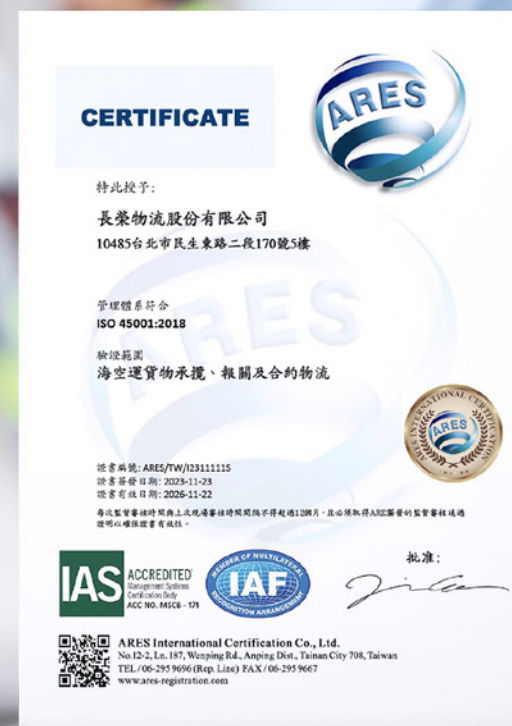 CERTIFICATE
ARES
特此授予:
長榮物流股份有限公司
10485台北市民生東路二段170號5樓
管理體系符合
ISO 45001:2018
驗證範圍
海空運貨物承攬、報關及合約物流
ARES INTERNATIONAL CERTIFICATION
ARES
證書編號: ARES/TW/I2311111S
證書簽發日期: 2023-11-23
證書有效日期: 2026-11-22
每次監督審核時間與上次現場審核時間間隔不得超過12個月，且必須取得ARES簽發的監督審核通過
證明以確保證書有效性。
IAS
ACCREDITED
Management Systems
Certification Body
ACC NO. MSCB - 171
MEMBER OF MULTILATERAL
IAF
RECOGNITION ARRANGEMENT
批准:
ARES International Certification Co., Ltd.
No.12-2, Ln. 187, Wenping Rd., Anping Dist., Tainan City 708, Taiwan
TEL/06-295 9696 (Rep. Line) FAX/06-295 9667
www.ares-registration.com